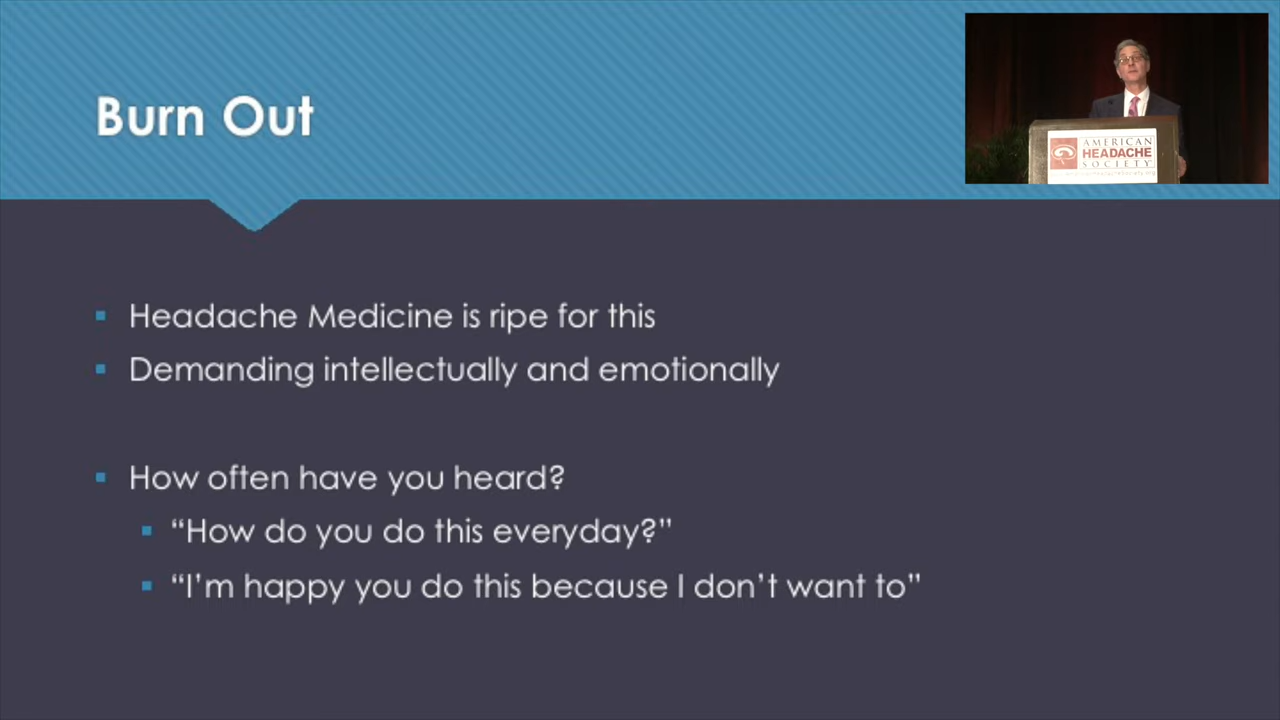 Burn Out
AMERICAN
HEADACHE
SOCIETY
Headache Medicine is ripe for this
Demanding intellectually and emotionally
How often have you heard?
“How do you do this everyday?”
“I’m happy you do this because I don’t want to”